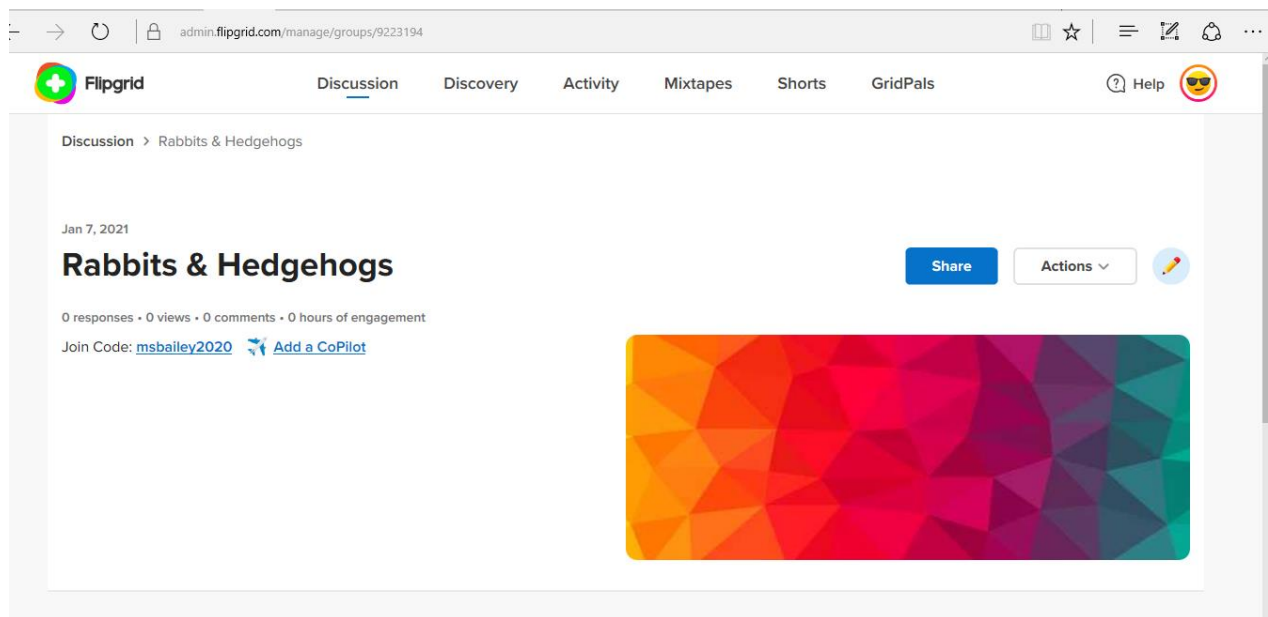 admin.flipgrid.com/manage/groups/9223194
Flipgrid Discussion Discovery Activity Mixtapes Shorts GridPals Help
Discussion > Rabbits & Hedgehogs
Jan 7, 2021
Rabbits & Hedgehogs
Share Actions
0 responses • 0 views • 0 comments • 0 hours of engagement
Join Code: msbailey2020 Add a CoPilot